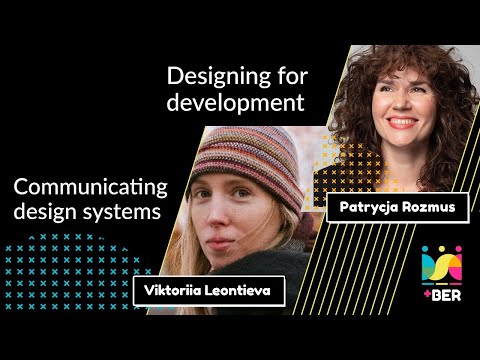 Designing for
development
Patrycja Rozmus
Communicating
design systems
Viktoriia Leontieva
+BER